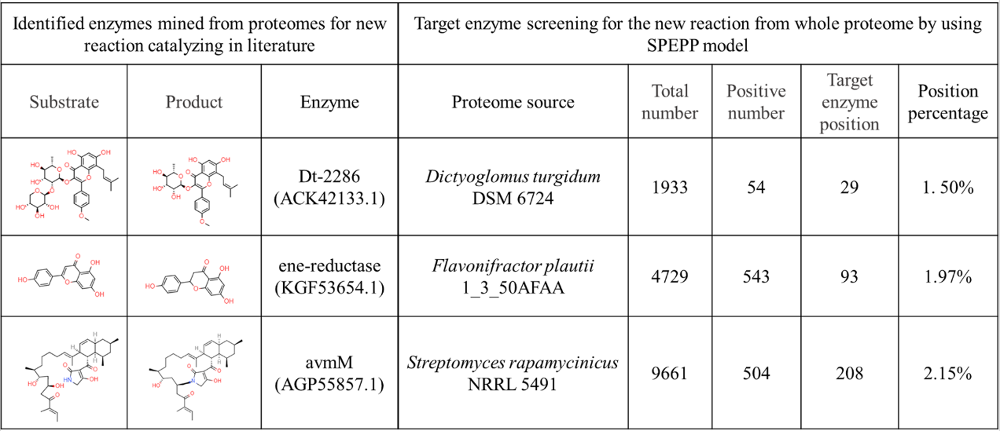 Identified enzymes mined from proteomes for new
reaction catalyzing in literature
Target enzyme screening for the new reaction from whole proteome by using
SPEPP model
Substrate
Product
Enzyme
Proteome source
Total
number
Positive
number
Target
enzyme
position
Position
percentage
Dt-2286
(ACK42133.1)
Dictyoglomus turgidum
DSM 6724
1933
54
29
1. 50%
ene-reductase
(KGF53654.1)
Flavonifractor plautii
1_3_50AFAA
4729
543
93
1.97%
avmM
(AGP55857.1)
Streptomyces rapamycinicus
NRRL 5491
9661
504
208
2.15%